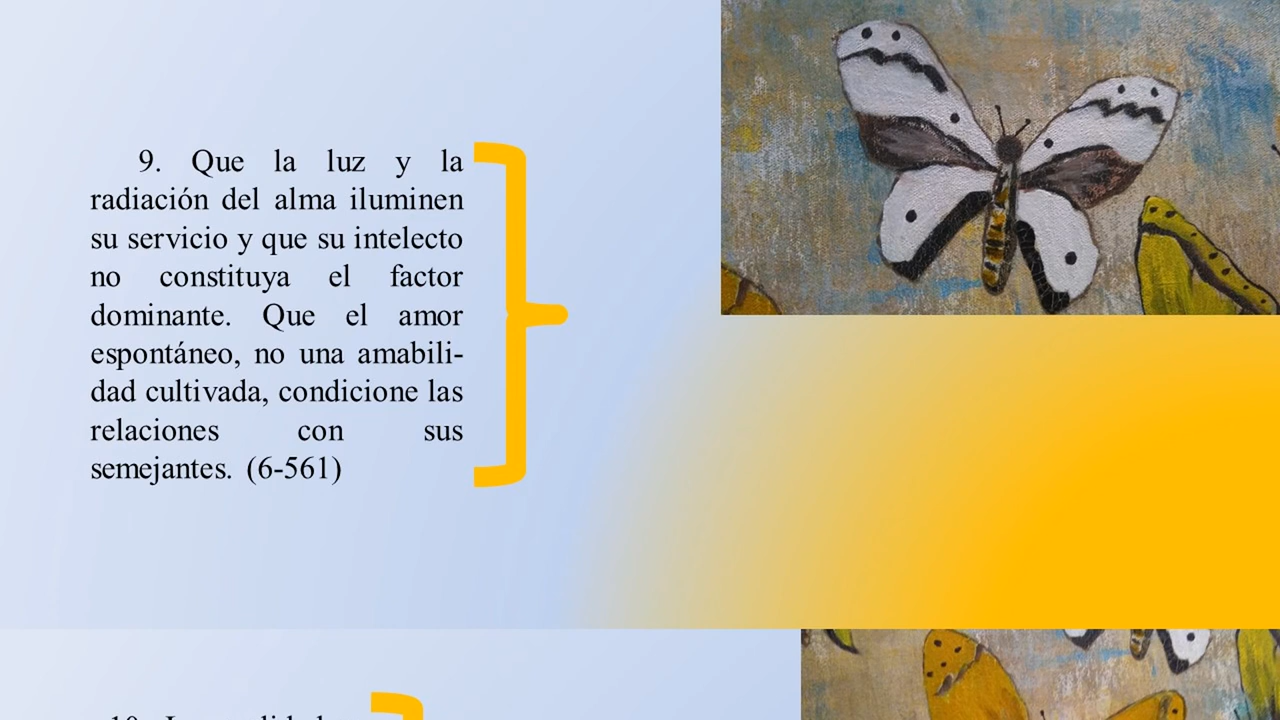 9. Que la luz y la
radiación del alma iluminen
su servicio y que su intelecto
no constituya el factor
dominante. Que el amor
espontáneo, no una amabili-
dad cultivada, condicione las
relaciones con sus
semejantes. (6-561)